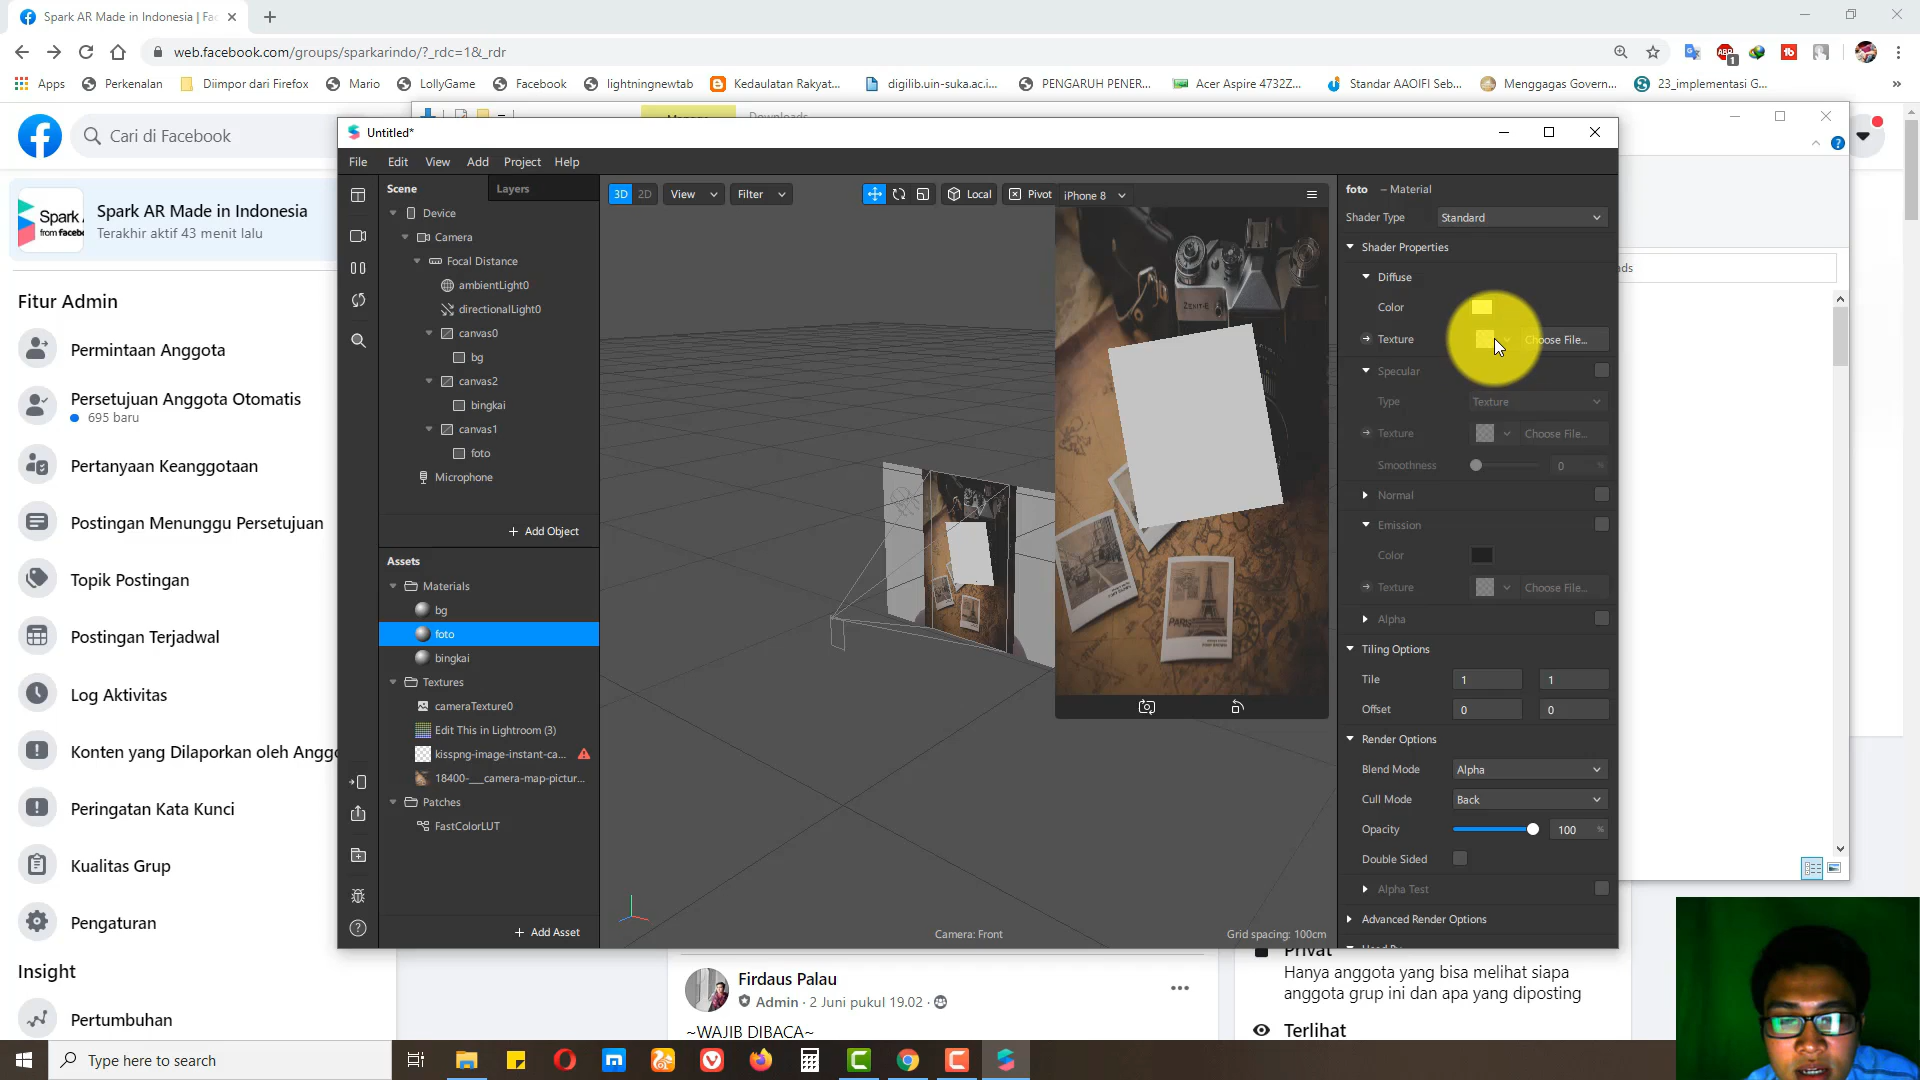 Spark AR Made in Indonesia | Fac
web.facebook.com/groups/sparkarindo/?_rdc=1&_rdr
Apps
Perkenalan
Diimpor dari Firefox
Mario
LollyGame
Facebook
lightningnewtab
Kedaulatan Rakyat...
digilib.uin-suka.ac.i...
PENGARUH PENER...
Acer Aspire 4732Z...
Standar AAOIFI Seb...
Menggagas Govern...
23_implementasi G...
»
Cari di Facebook
Spark AR Made in Indonesia
Terakhir aktif 43 menit lalu
Fitur Admin
Permintaan Anggota
Persetujuan Anggota Otomatis
695 baru
Pertanyaan Keanggotaan
Postingan Menunggu Persetujuan
Topik Postingan
Postingan Terjadwal
Log Aktivitas
Konten yang Dilaporkan oleh Anggo
Peringatan Kata Kunci
Kualitas Grup
Pengaturan
Insight
Pertumbuhan
Untitled*
File Edit View Add Project Help
Scene Layers
Device
Camera
Focal Distance
ambientLight0
directionalLight0
canvas0
bg
canvas2
bingkai
canvas1
foto
Microphone
+ Add Object
Assets
Materials
bg
foto
bingkai
Textures
cameraTexture0
Edit This in Lightroom (3)
kisspng-image-instant-ca...
18400-___camera-map-pictur...
Patches
FastColorLUT
+ Add Asset
3D 2D View Filter Local Pivot iPhone 8
ZENIT-E
PARIS
Camera: Front
Grid spacing: 100cm
foto – Material
Shader Type Standard
Shader Properties
Diffuse
Color
Texture Choose File...
Specular
Type Texture
Texture Choose File...
Smoothness 0 %
Normal
Emission
Color
Texture Choose File...
Alpha
Tiling Options
Tile 1 1
Offset 0 0
Render Options
Blend Mode Alpha
Cull Mode Back
Opacity 100 %
Double Sided
Alpha Test
Advanced Render Options
Firdaus Palau
Admin · 2 Juni pukul 19.02 ·
~WAJIB DIBACA~
Privat
Hanya anggota yang bisa melihat siapa
anggota grup ini dan apa yang diposting
Terlihat
Type here to search